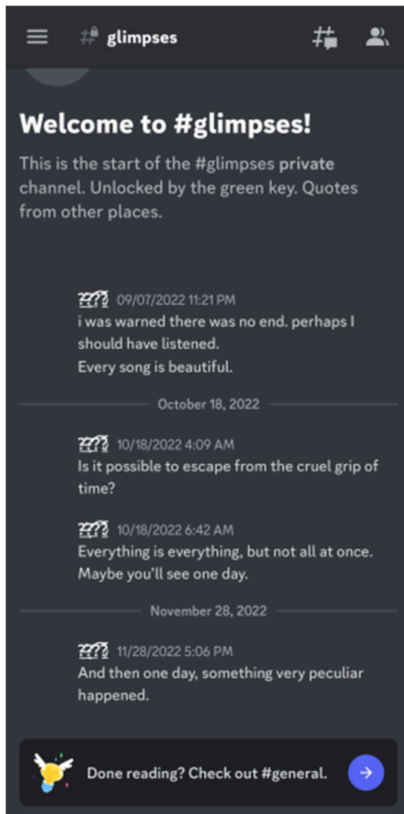 glimpses
Welcome to #glimpses!
This is the start of the #glimpses private
channel. Unlocked by the green key. Quotes
from other places.
09/07/2022 11:21 PM
i was warned there was no end. perhaps I
should have listened.
Every song is beautiful.
October 18, 2022
10/18/2022 4:09 AM
Is it possible to escape from the cruel grip of
time?
10/18/2022 6:42 AM
Everything is everything, but not all at once.
Maybe you'll see one day.
November 28, 2022
11/28/2022 5:06 PM
And then one day, something very peculiar
happened.
Done reading? Check out #general.